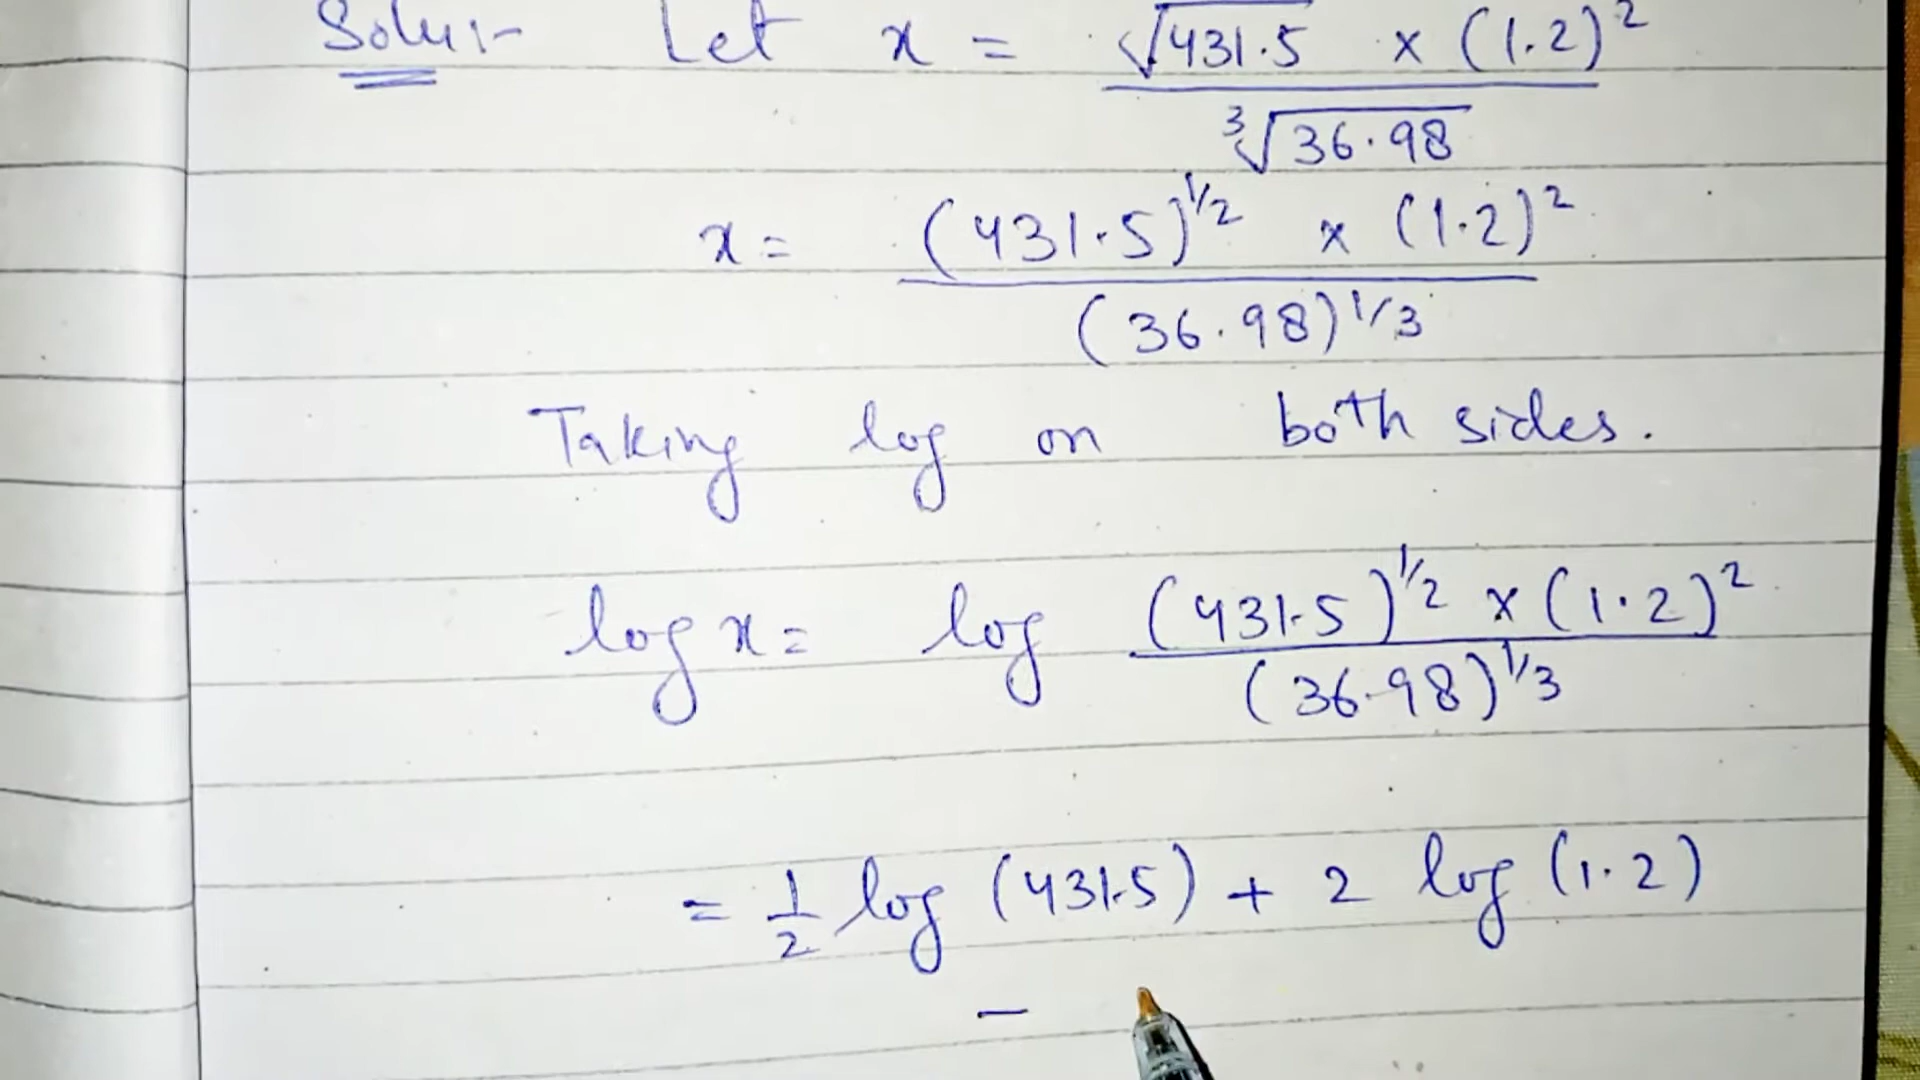 Solu:- Let x = √431.5 × (1.2)² / ³√36.98
x = (431.5)^1/2 × (1.2)² / (36.98)^1/3
Taking log on both sides.
log x = log (431.5)^1/2 × (1.2)² / (36.98)^1/3
= 1/2 log (431.5) + 2 log (1.2)
−